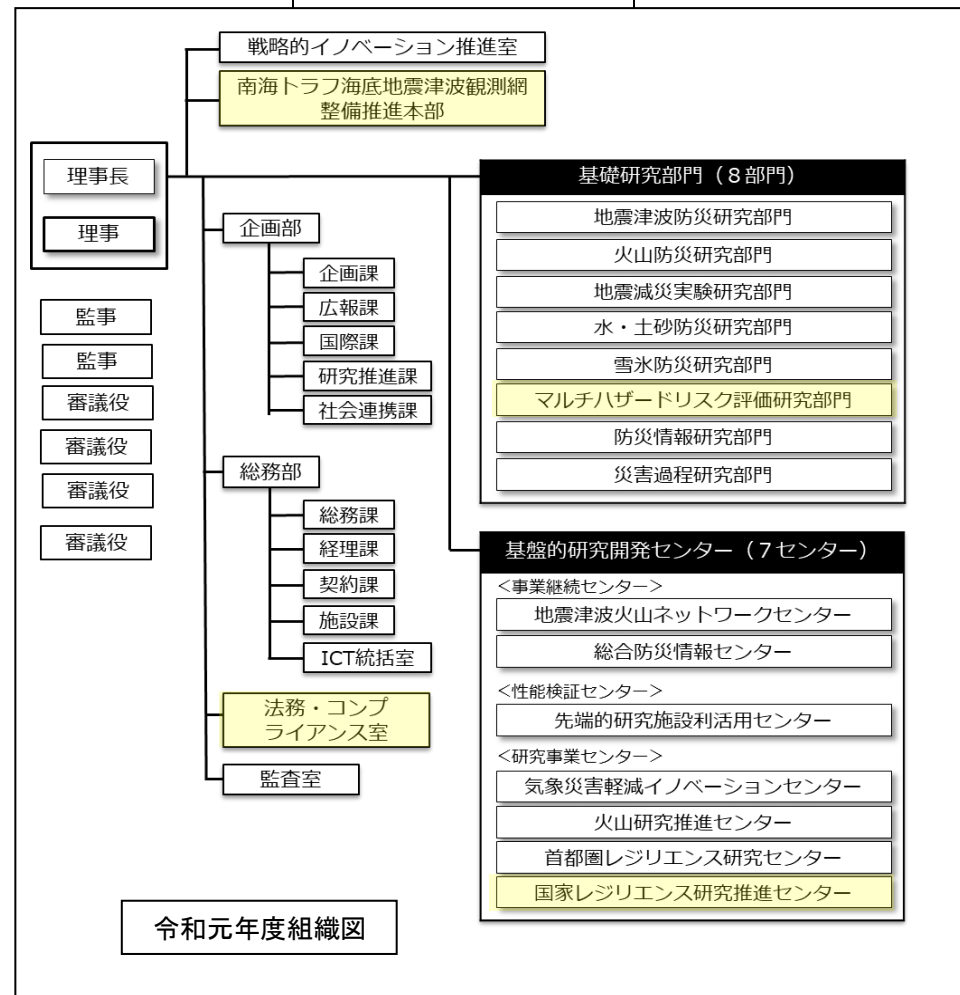 戦略的イノベーション推進室
南海トラフ海底地震津波観測網
整備推進本部
理事長
理事
監事
監事
審議役
審議役
審議役
審議役
企画部
企画課
広報課
国際課
研究推進課
社会連携課
総務部
総務課
経理課
契約課
施設課
ICT統括室
法務・コンプ
ライアンス室
監査室
基礎研究部門（８部門）
地震津波防災研究部門
火山防災研究部門
地震減災実験研究部門
水・土砂防災研究部門
雪氷防災研究部門
マルチハザードリスク評価研究部門
防災情報研究部門
災害過程研究部門
基盤的研究開発センター（７センター）
＜事業継続センター＞
地震津波火山ネットワークセンター
総合防災情報センター
＜性能検証センター＞
先端的研究施設利活用センター
＜研究事業センター＞
気象災害軽減イノベーションセンター
火山研究推進センター
首都圏レジリエンス研究センター
国家レジリエンス研究推進センター
令和元年度組織図